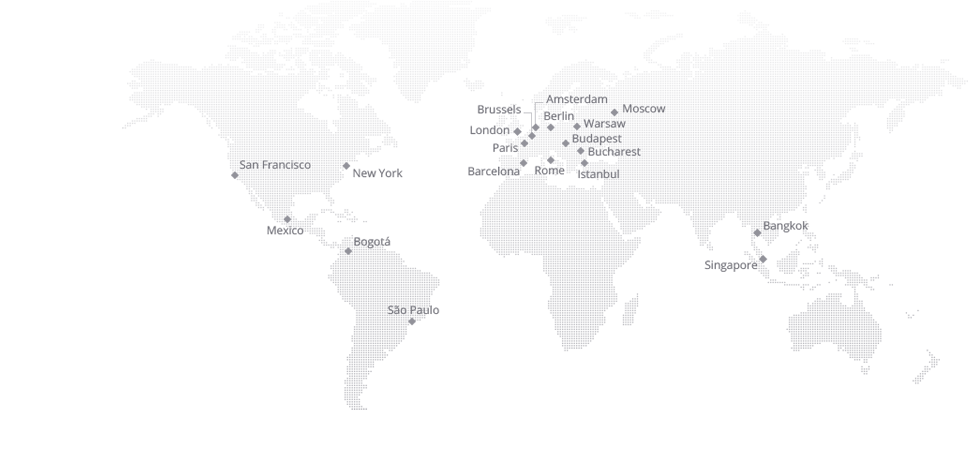 Amsterdam
Brussels
Moscow
Berlin
London
Warsaw
Budapest
Paris
Bucharest
San Francisco
Barcelona
Rome
New York
Istanbul
Mexico
Bangkok
Bogotá
Singapore
São Paulo